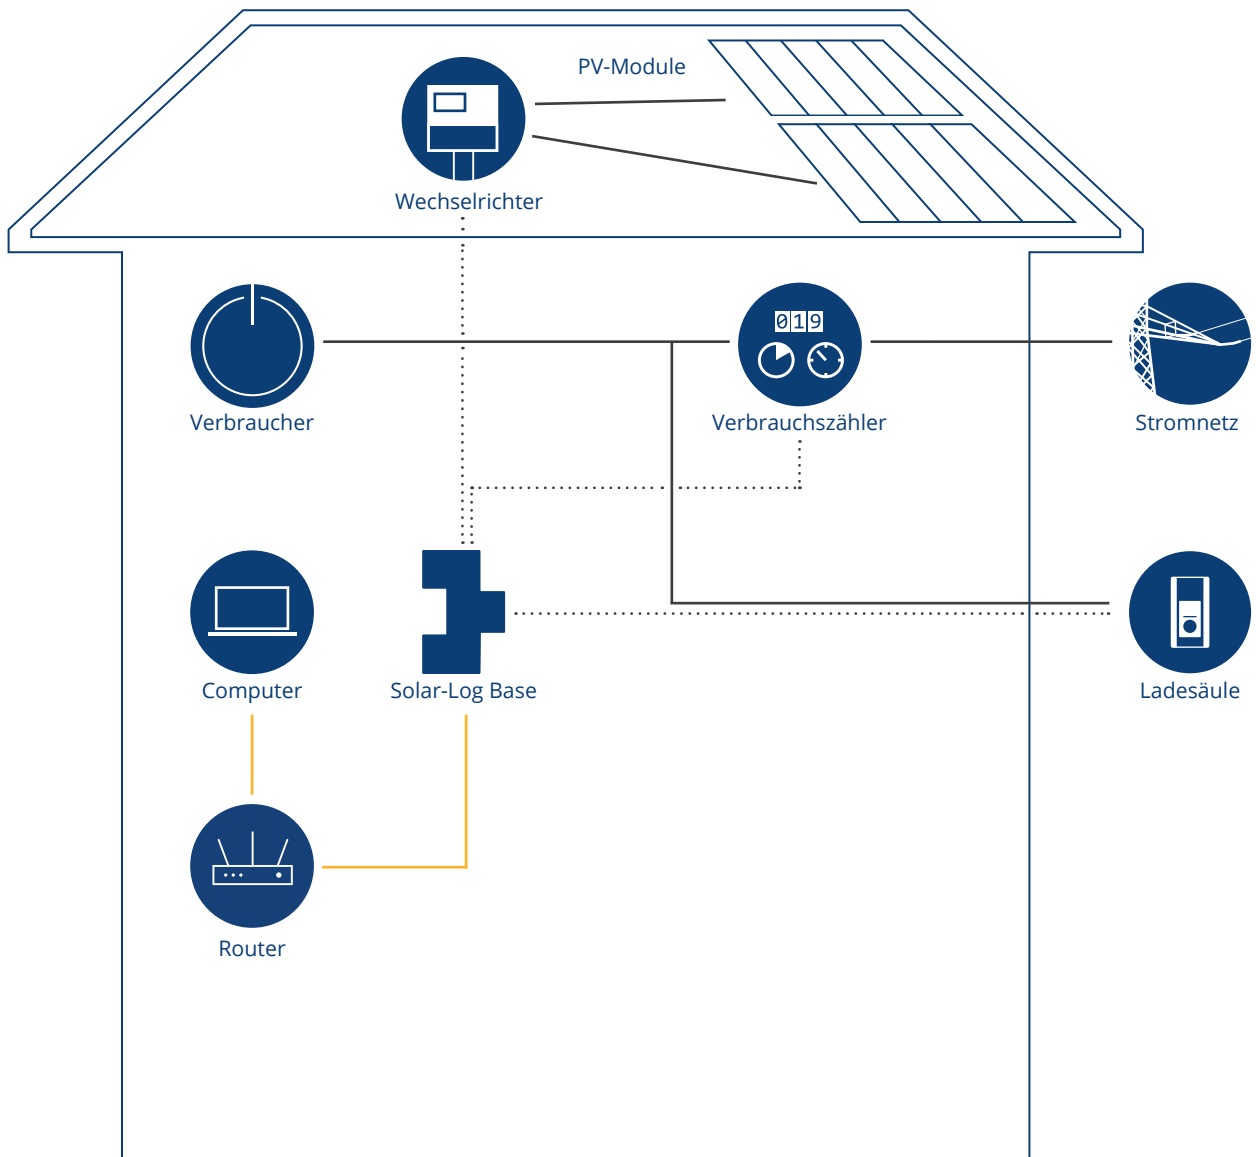 PV-Module
Wechselrichter
019
Verbraucher
Verbrauchszähler
Stromnetz
Computer
Solar-Log Base
Ladesäule
Router